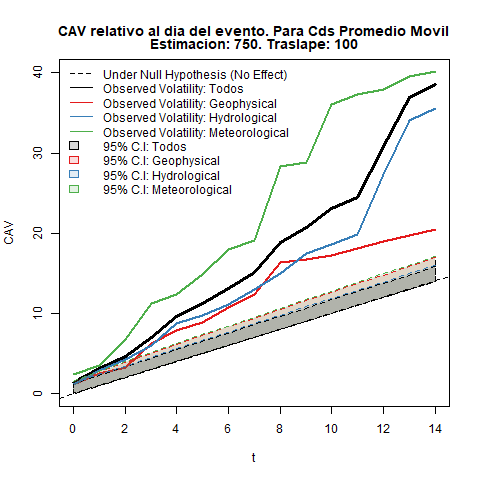 CAV relativo al dia del evento. Para Cds Promedio Movil
Estimacion: 750. Traslape: 100
Under Null Hypothesis (No Effect)
Observed Volatility: Todos
Observed Volatility: Geophysical
Observed Volatility: Hydrological
Observed Volatility: Meteorological
95% C.I: Todos
95% C.I: Geophysical
95% C.I: Hydrological
95% C.I: Meteorological
CAV
40
30
20
10
0
0 2 4 6 8 10 12 14
t